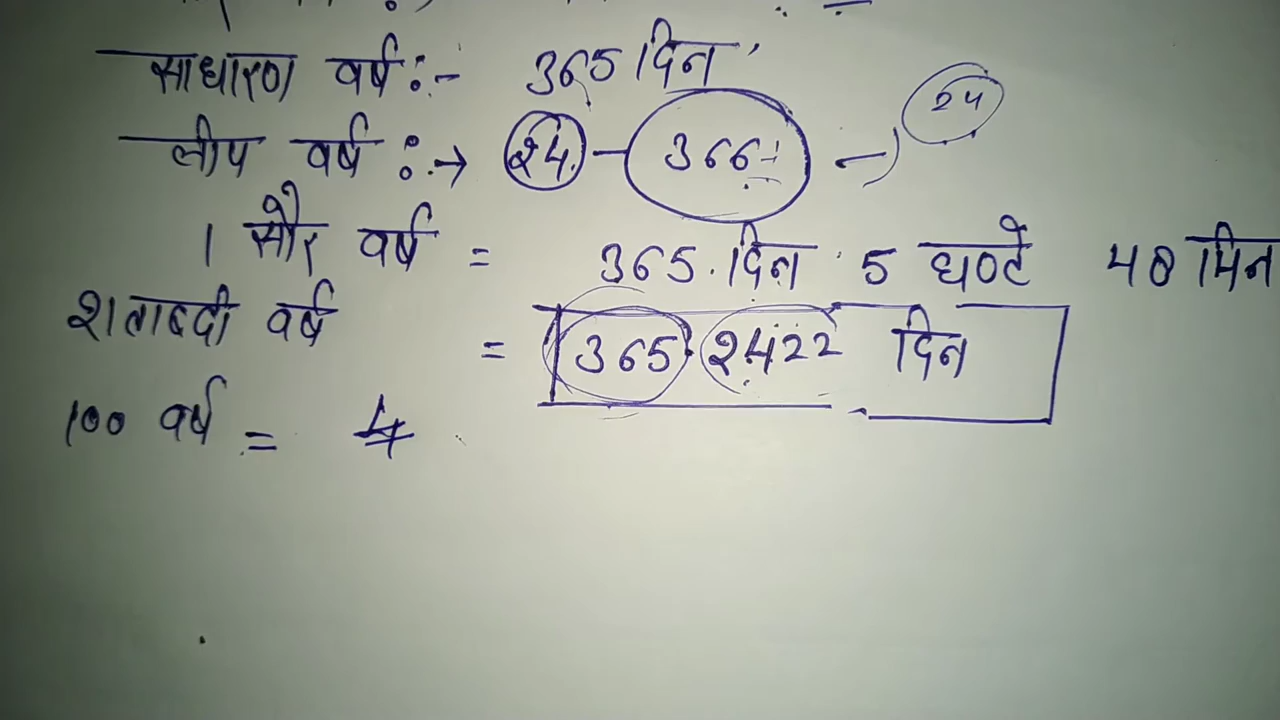 साधारण वर्ष :- 365 दिन
लीप वर्ष :→ 24 - 366 - 24
1 सौर वर्ष = 365 दिन 5 घण्टे 48 मिन
शताब्दी वर्ष = 365.2422 दिन
100 वर्ष = 4